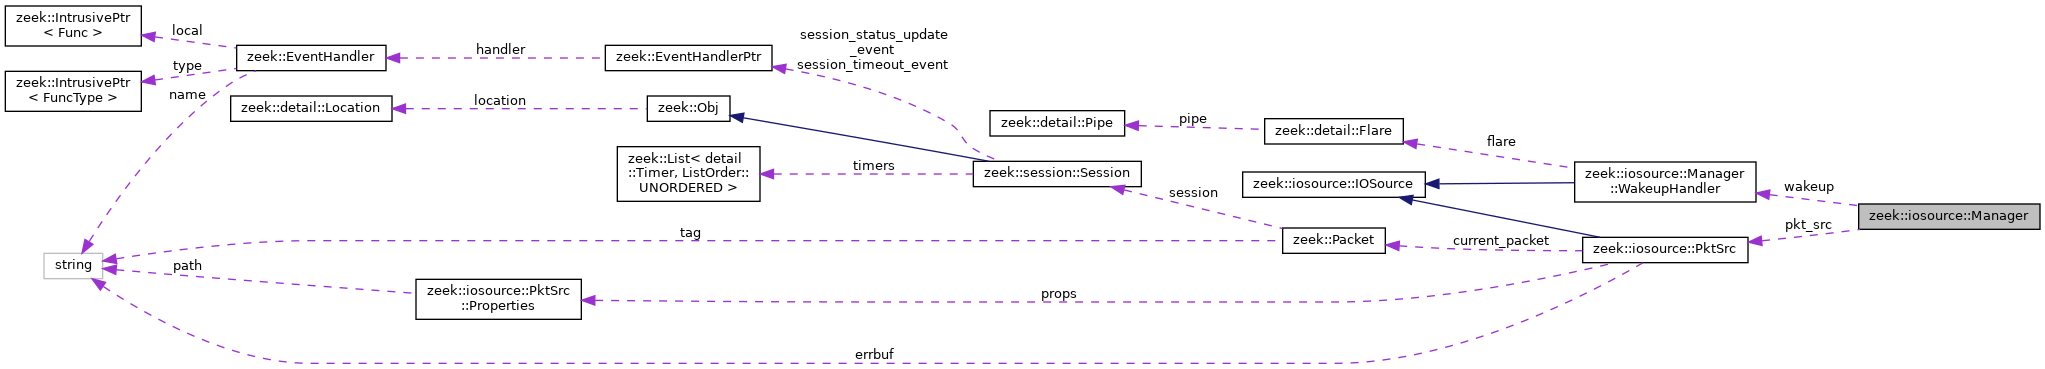 zeek::IntrusivePtr
< Func >
local
zeek::EventHandler
handler
zeek::EventHandlerPtr
session_status_update
_event
session_timeout_event
type
zeek::IntrusivePtr
< FuncType >
name
zeek::detail::Location
location
zeek::Obj
zeek::detail::Pipe
pipe
zeek::detail::Flare
flare
zeek::List< detail
::Timer, ListOrder::
UNORDERED >
timers
zeek::session::Session
zeek::iosource::IOSource
zeek::iosource::Manager
::WakeupHandler
wakeup
session
zeek::iosource::Manager
pkt_src
tag
zeek::Packet
current_packet
zeek::iosource::PktSrc
string
path
zeek::iosource::PktSrc
::Properties
props
errbuf